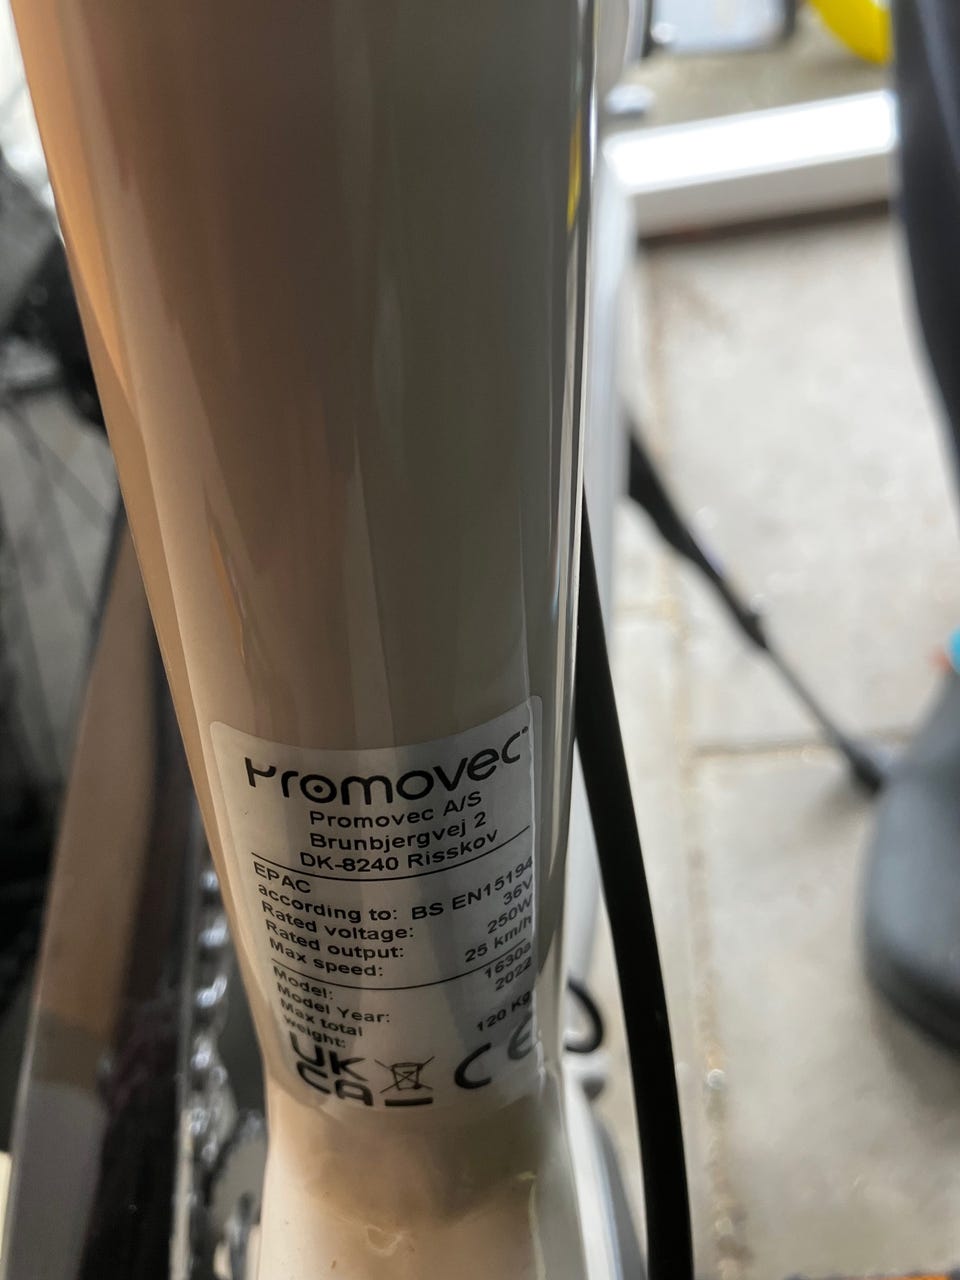 Promovec
Promovec A/S
Brunbjergvej 2
DK-8240 Risskov
EPAC
according to: BS EN15194
Rated voltage: 36V
Rated output: 250W
Max speed: 25 km/h
Model: 1630a
Model Year: 2022
Max total
weight: 120 Kg
UK
CA
CE